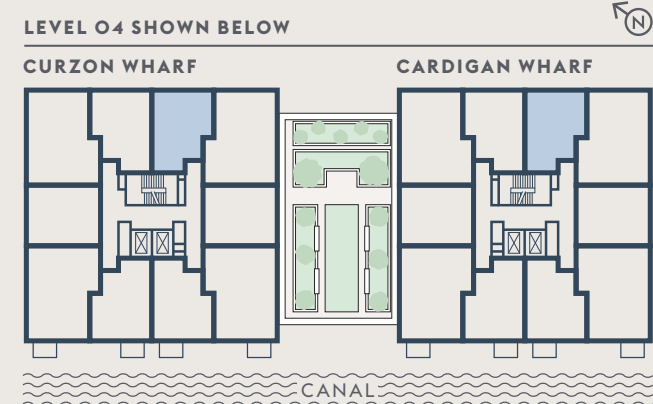 LEVEL 04 SHOWN BELOW
N
CURZON WHARF
CARDIGAN WHARF
CANAL